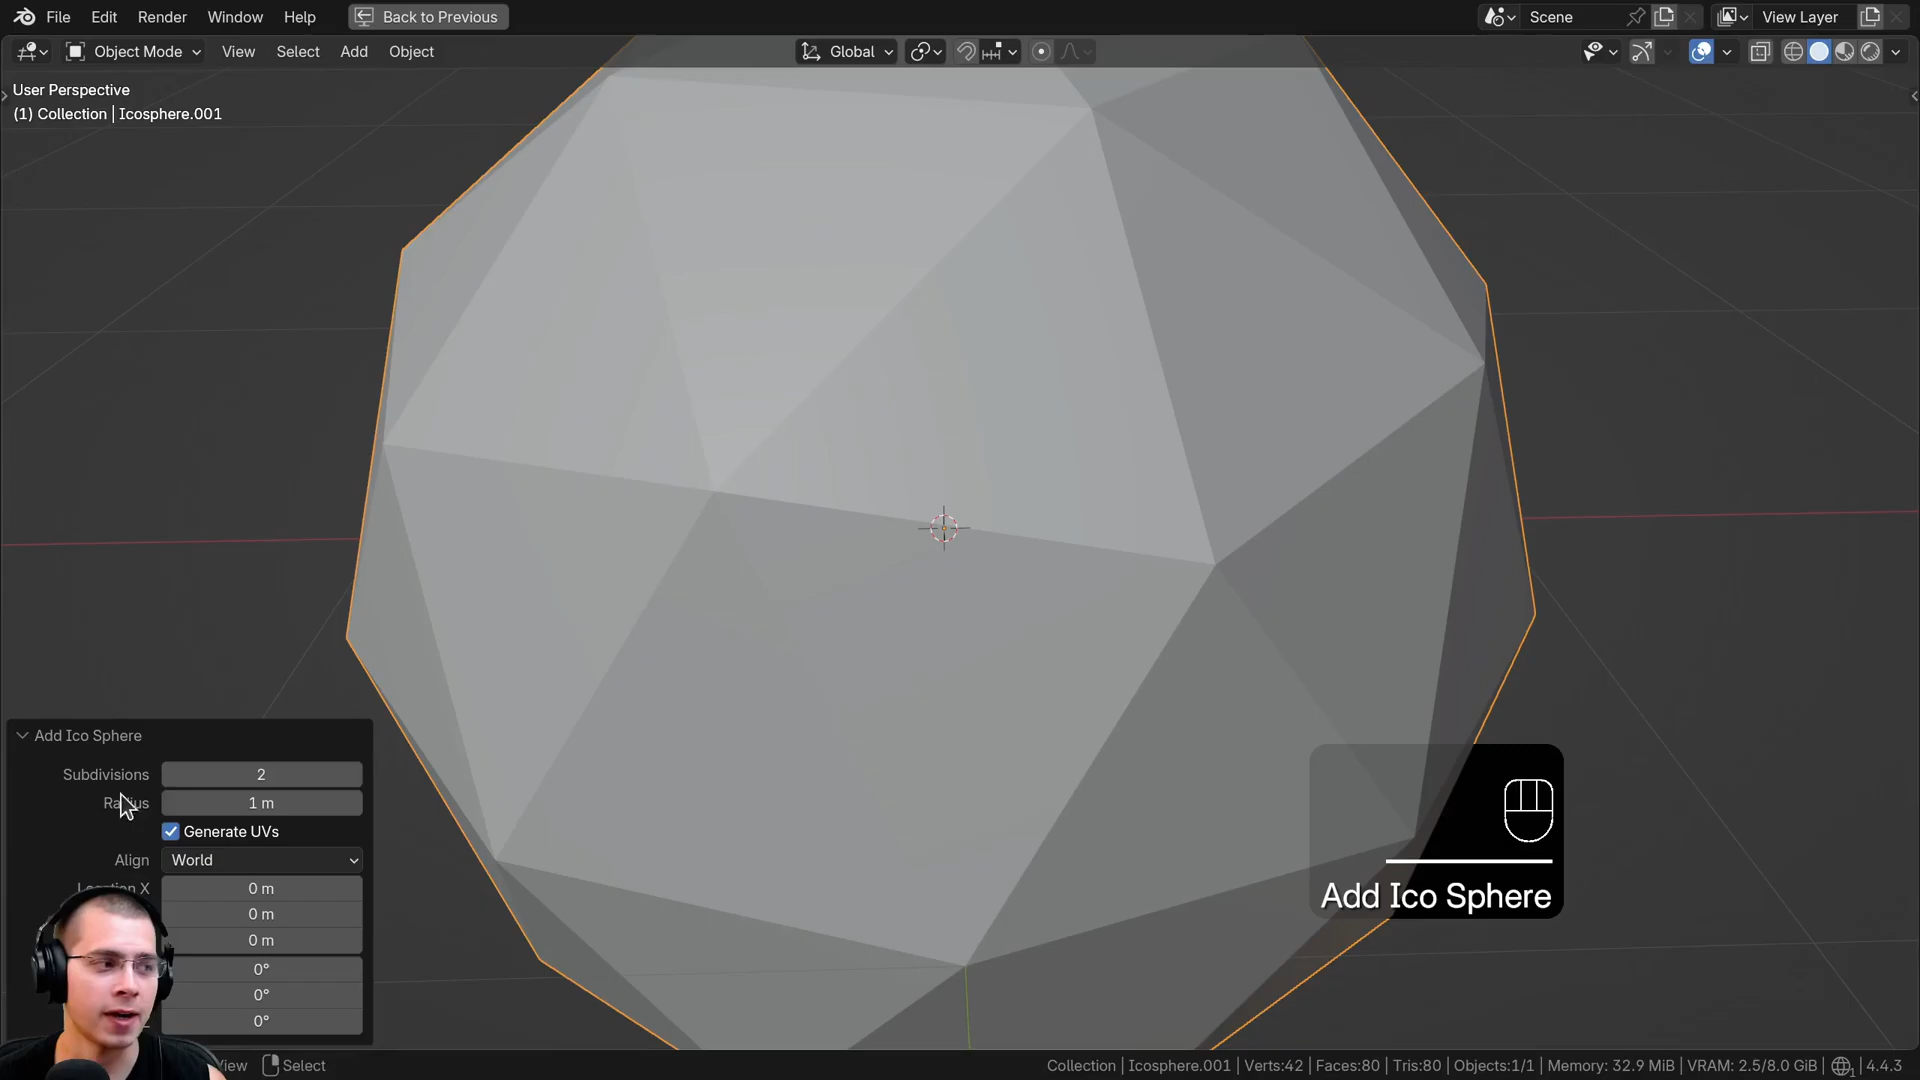 File Edit Render Window Help Back to Previous Scene View Layer
Object Mode View Select Add Object Global
User Perspective
(1) Collection | Icosphere.001
Add Ico Sphere
Subdivisions 2
Radius 1 m
Generate UVs
Align World
Location X 0 m
0 m
0 m
0°
0°
0°
Add Ico Sphere
View Select Collection | Icosphere.001 | Verts:42 | Faces:80 | Tris:80 | Objects:1/1 | Memory: 32.9 MiB | VRAM: 2.5/8.0 GiB | 4.4.3